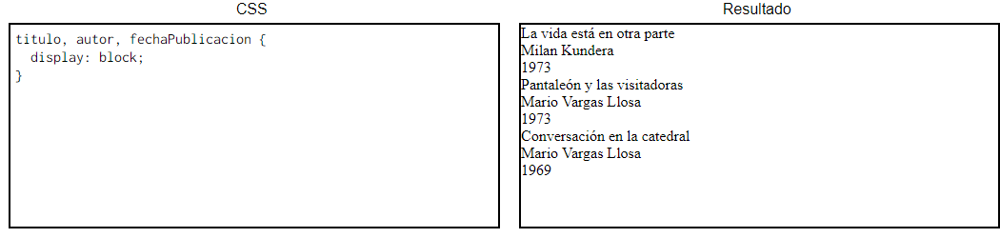 CSS
titulo, autor, fechaPublicacion {
  display: block;
}
Resultado
La vida está en otra parte
Milan Kundera
1973
Pantaleón y las visitadoras
Mario Vargas Llosa
1973
Conversación en la catedral
Mario Vargas Llosa
1969